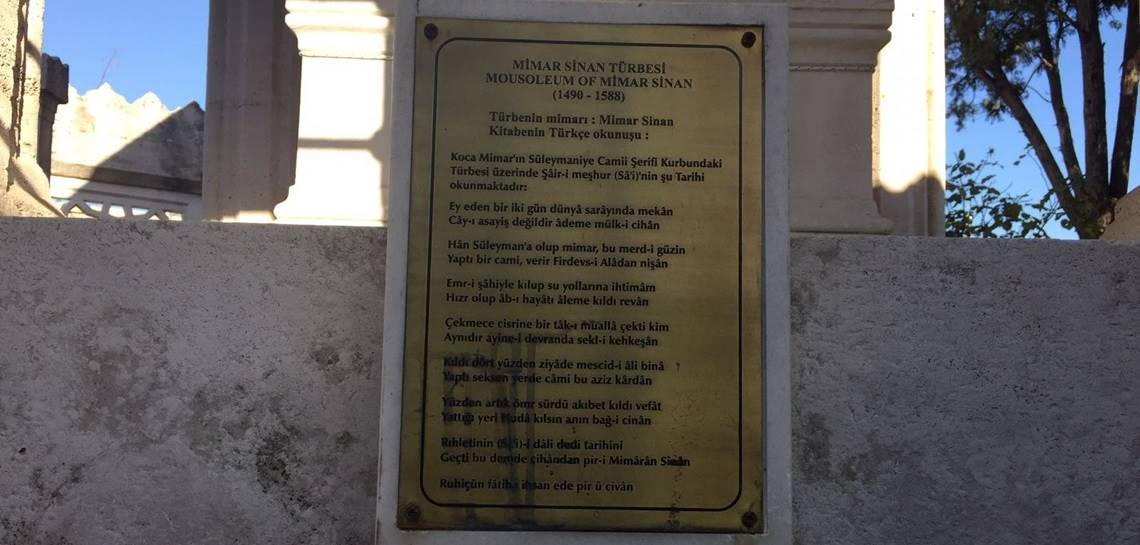 MİMAR SİNAN TÜRBESİ
MOUSOLEUM OF MIMAR SINAN
(1490 - 1588)
Türbenin mimarı : Mimar Sinan
Kitabenin Türkçe okunuşu :
Koca Mimar'ın Süleymaniye Camii Şerifi Kurbundaki
Türbesi üzerinde Şâir-i meşhur (Sâ'i)'nin şu Tarihi
okunmaktadır:
Ey eden bir iki gün dünyâ sarâyında mekân
Cây-ı asayiş değildir âdeme mülk-i cihân
Hân Süleyman'a olup mimar, bu merd-i güzin
Yaptı bir cami, verir Firdevs-i Alâdan nişân
Emr-i şâhiyle kılup su yollarına ihtimâm
Hızr olup âb-ı hayâtı âleme kıldı revân
Çekmece cisrine bir tâk-ı muallâ çekti kim
Aynıdır ayine-i devranda sekl-i kehkeşân
Kıldı dört yüzden ziyâde mescid-i âli binâ
Yaptı seksen yerde câmi bu aziz kârdân
Yüzden artık ömr sürdü akıbet kıldı vefât
Yattığı yeri Hudâ kılsın anın bağ-i cinân
Rıhletinin (Sâ'i)-i dâli dedi tarihini
Geçti bu demde cihândan pir-i Mimârân Sinân
Ruhiçün fâtiha ihsan ede pir ü civân